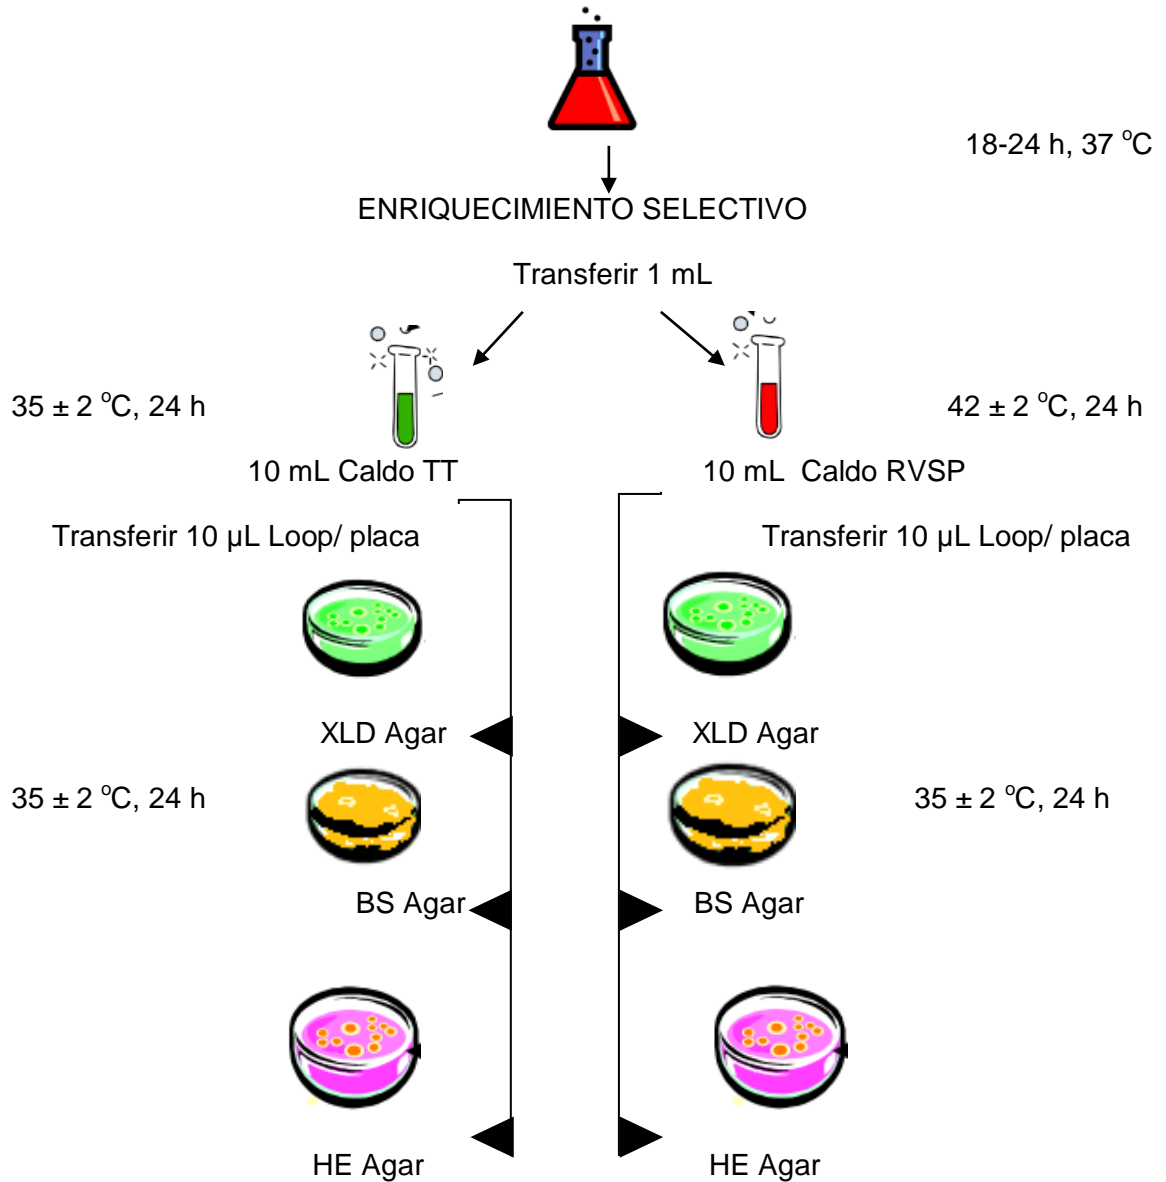 18-24 h, 37 °C
ENRIQUECIMIENTO SELECTIVO
Transferir 1 mL
35 ± 2 °C, 24 h
42 ± 2 °C, 24 h
10 mL Caldo TT
10 mL Caldo RVSP
Transferir 10 µL Loop/ placa
Transferir 10 µL Loop/ placa
XLD Agar
XLD Agar
35 ± 2 °C, 24 h
35 ± 2 °C, 24 h
BS Agar
BS Agar
HE Agar
HE Agar